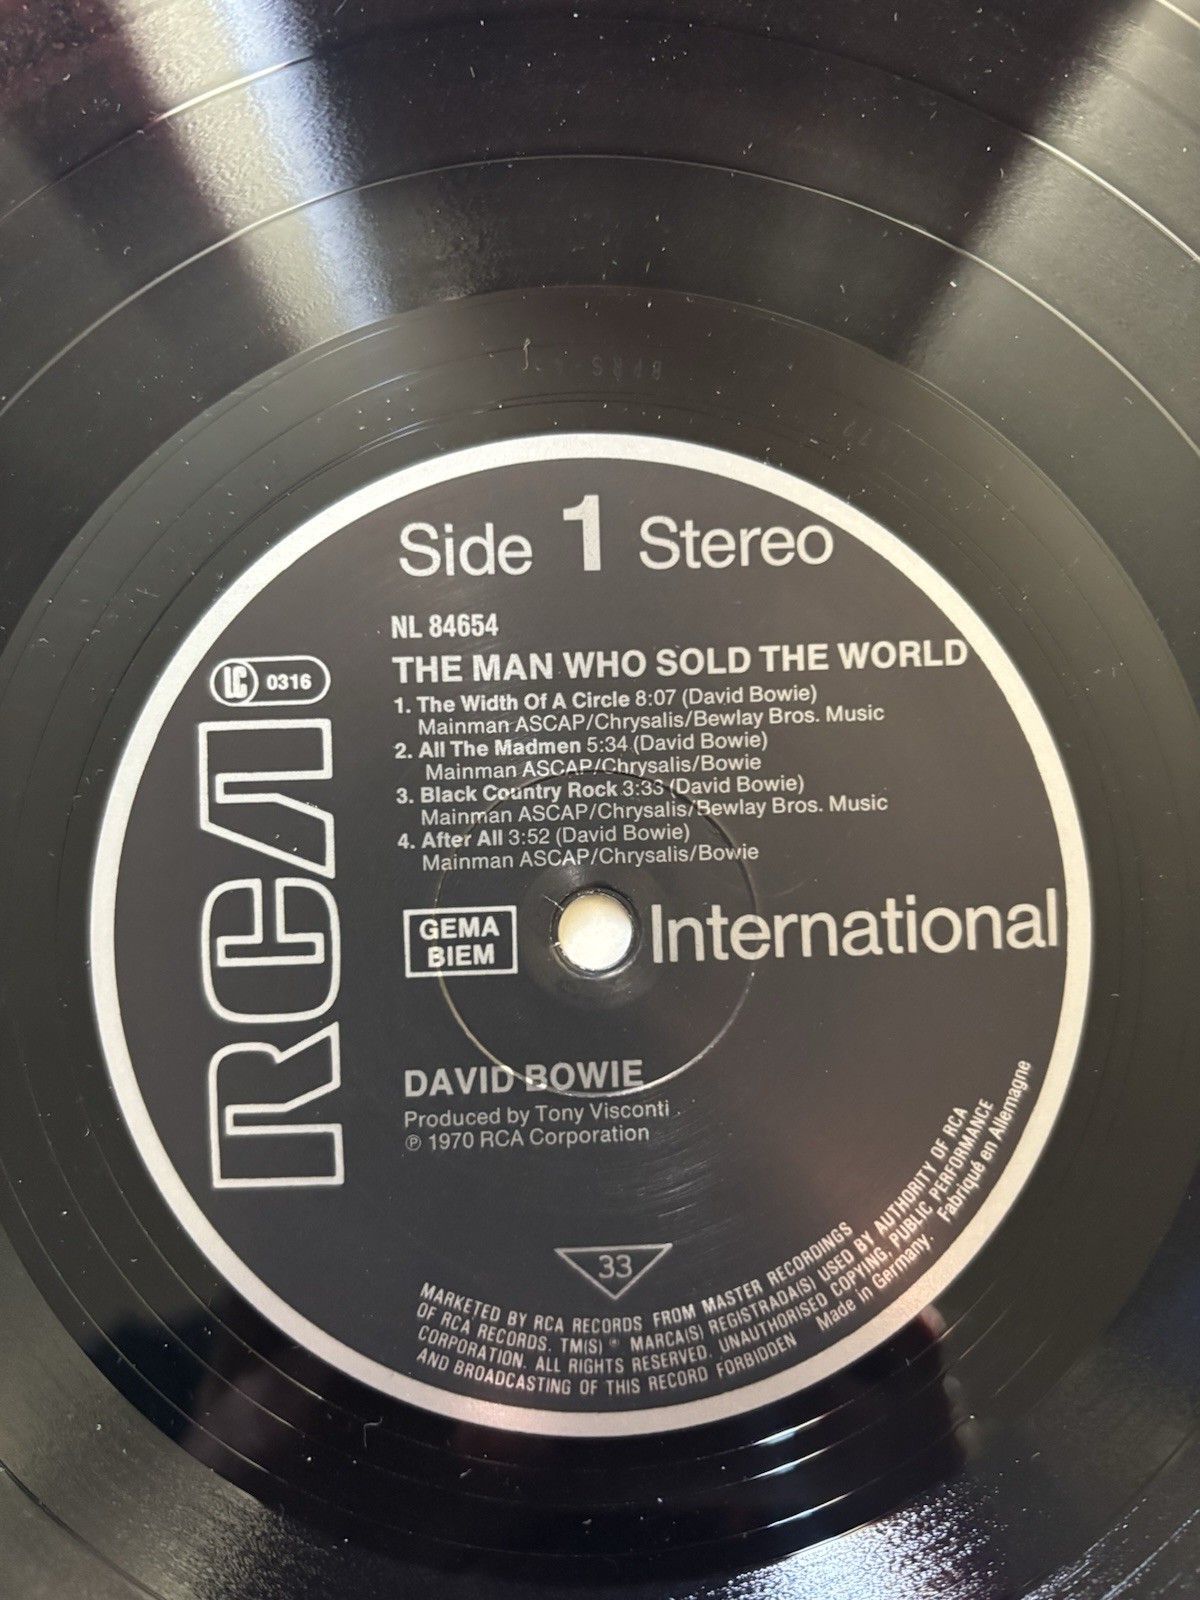 Side 1 Stereo
NL 84654
THE MAN WHO SOLD THE WORLD
LC 0316
1. The Width Of A Circle 8:07 (David Bowie)
Mainman ASCAP/Chrysalis/Bewlay Bros. Music
2. All The Madmen 5:34 (David Bowie)
Mainman ASCAP/Chrysalis/Bowie
3. Black Country Rock 3:33 (David Bowie)
Mainman ASCAP/Chrysalis/Bewlay Bros. Music
4. After All 3:52 (David Bowie)
Mainman ASCAP/Chrysalis/Bowie
RCA
GEMA
BIEM
International
DAVID BOWIE
Produced by Tony Visconti
℗ 1970 RCA Corporation
33
MARKETED BY RCA RECORDS FROM MASTER RECORDINGS
OF RCA RECORDS. TM(S) ® MARCA(S) REGISTRADA(S) USED BY AUTHORITY OF RCA
CORPORATION. ALL RIGHTS RESERVED. UNAUTHORISED COPYING, PUBLIC PERFORMANCE
AND BROADCASTING OF THIS RECORD FORBIDDEN Made in Germany. Fabriqué en Allemagne